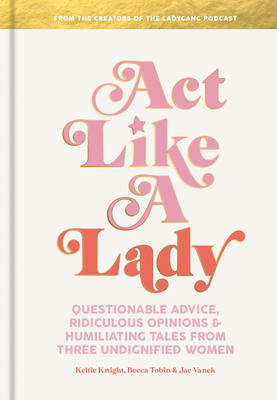 FROM THE CREATORS OF THE LADYGANG PODCAST
Act
Like
A
Lady
QUESTIONABLE ADVICE,
RIDICULOUS OPINIONS &
HUMILIATING TALES FROM
THREE UNDIGNIFIED WOMEN
Keltie Knight, Becca Tobin & Jac Vanek